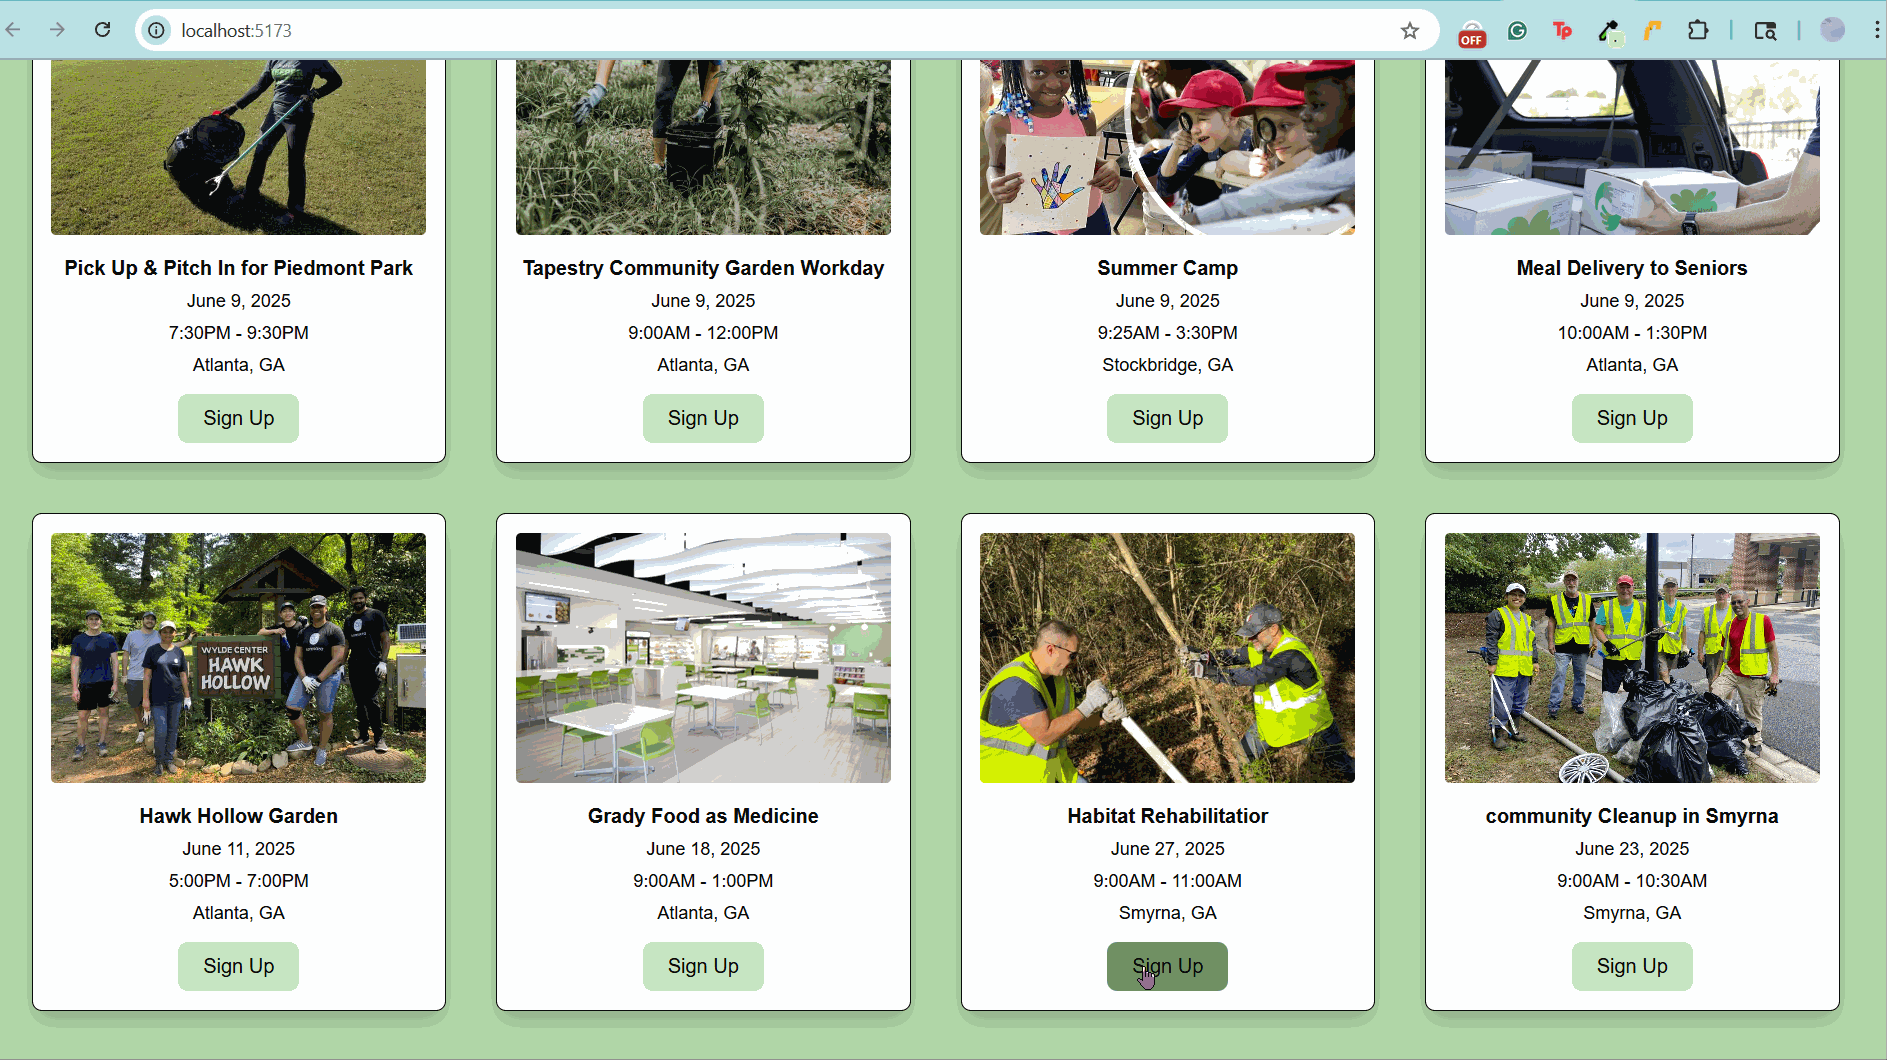 localhost:5173
OFF
Tp
Pick Up & Pitch In for Piedmont Park
June 9, 2025
7:30PM - 9:30PM
Atlanta, GA
Sign Up
Tapestry Community Garden Workday
June 9, 2025
9:00AM - 12:00PM
Atlanta, GA
Sign Up
Summer Camp
June 9, 2025
9:25AM - 3:30PM
Stockbridge, GA
Sign Up
Meal Delivery to Seniors
June 9, 2025
10:00AM - 1:30PM
Atlanta, GA
Sign Up
WYLDE CENTER
HAWK
HOLLOW
Hawk Hollow Garden
June 11, 2025
5:00PM - 7:00PM
Atlanta, GA
Sign Up
Grady Food as Medicine
June 18, 2025
9:00AM - 1:00PM
Atlanta, GA
Sign Up
Habitat Rehabilitatior
June 27, 2025
9:00AM - 11:00AM
Smyrna, GA
Sign Up
community Cleanup in Smyrna
June 23, 2025
9:00AM - 10:30AM
Smyrna, GA
Sign Up